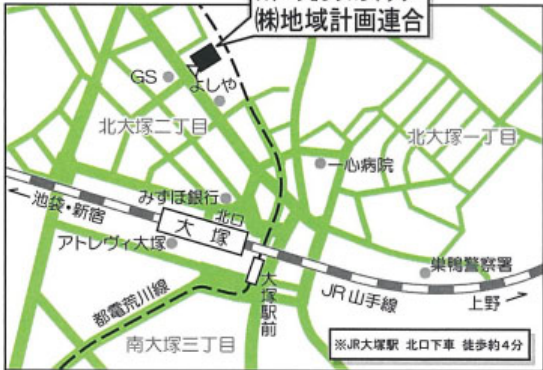 ㈱地域計画連合
GS
よしや
北大塚二丁目
北大塚一丁目
一心病院
みずほ銀行
北口
←池袋・新宿
大塚
アトレヴィ大塚
巣鴨警察署
大塚駅前
JR山手線
上野→
都電荒川線
南大塚三丁目
※JR大塚駅 北口下車 徒歩約4分